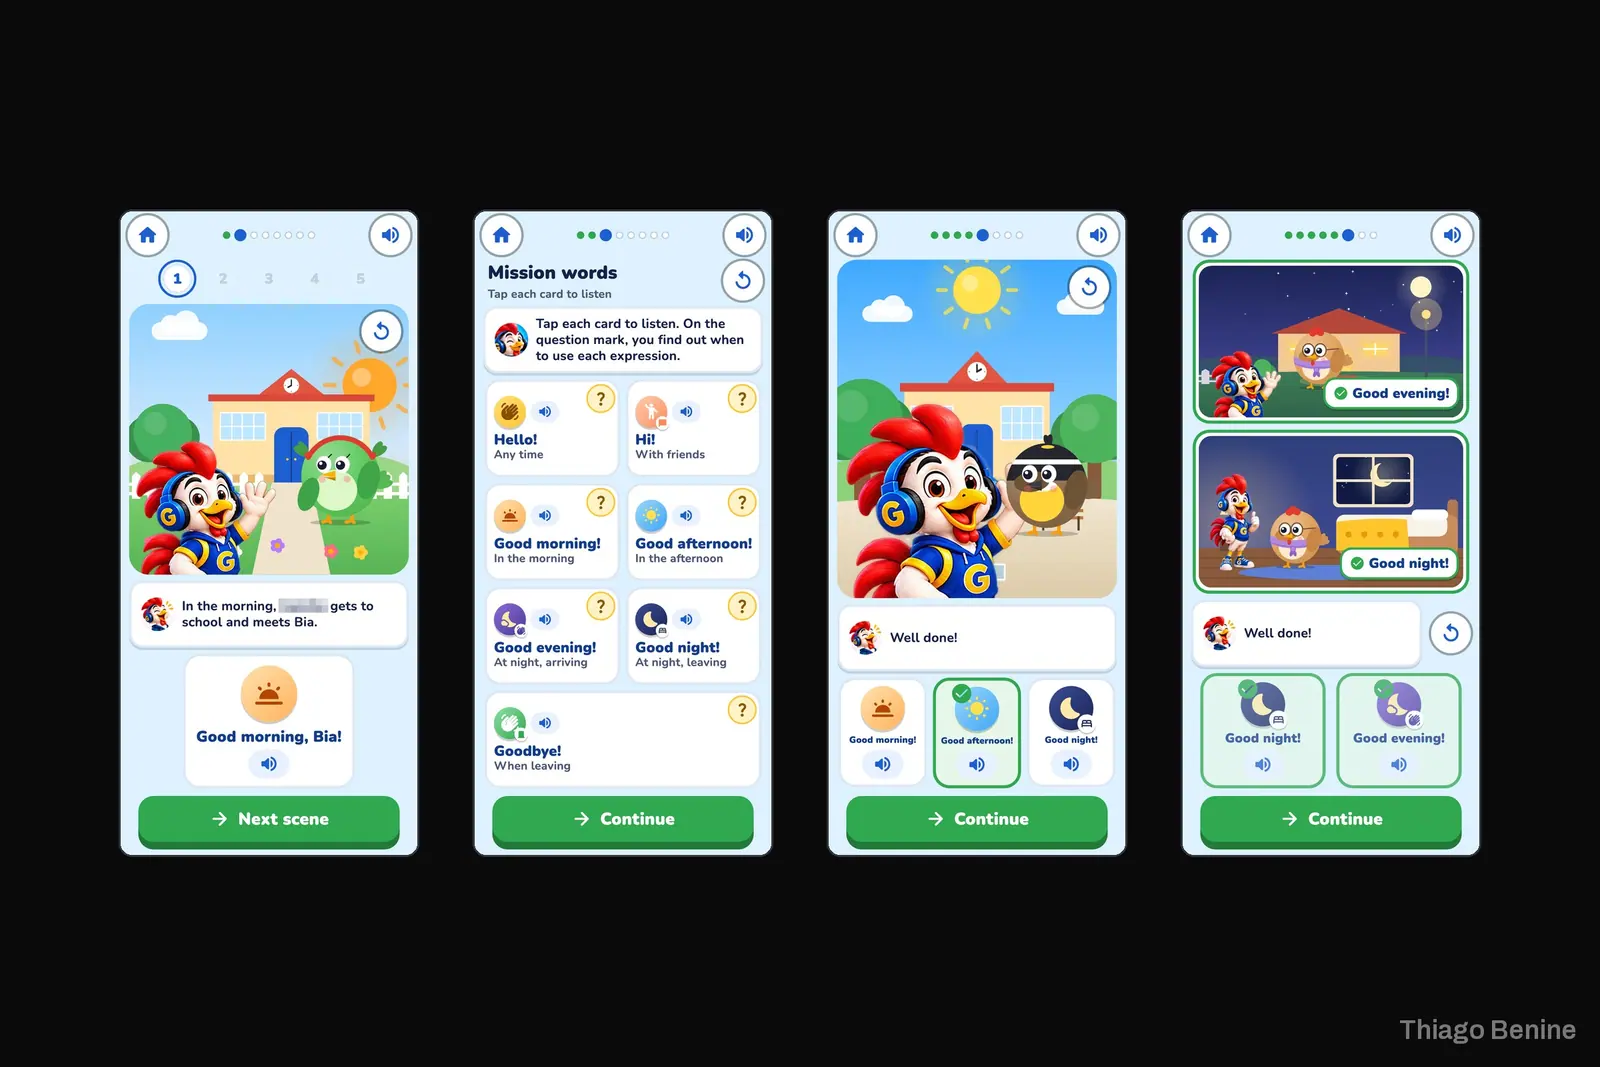 1 2 3 4 5
G
G
In the morning, gets to
school and meets Bia.
Good morning, Bia!
Next scene
Mission words
Tap each card to listen
Tap each card to listen. On the
question mark, you find out when
to use each expression.
?
Hello!
Any time
?
Hi!
With friends
?
Good morning!
In the morning
?
Good afternoon!
In the afternoon
?
Good evening!
At night, arriving
?
Good night!
At night, leaving
?
Goodbye!
When leaving
Continue
G
G
Well done!
Good morning!
Good afternoon!
Good night!
Continue
G
G
Good evening!
G
Good night!
Well done!
Good night!
Good evening!
Continue
Thiago Benine